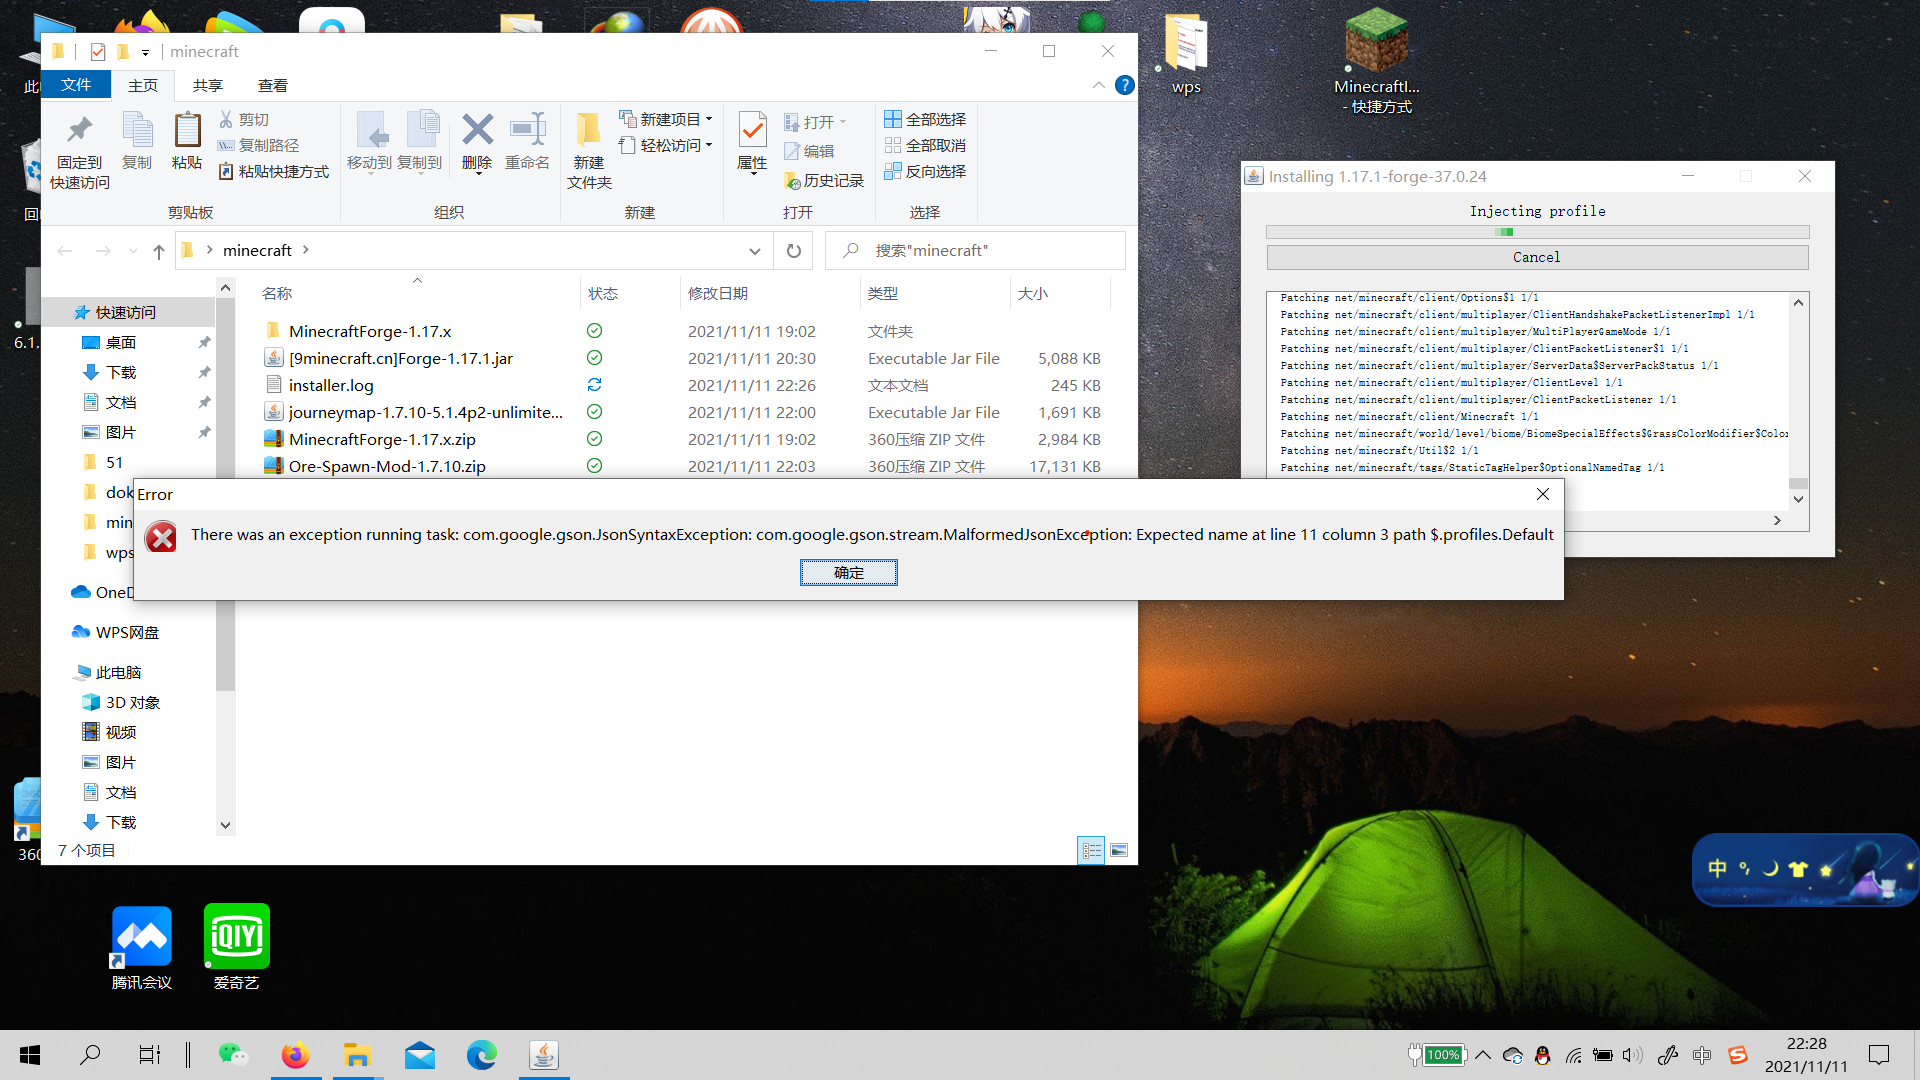 minecraft
文件
主页
共享
查看
固定到
快速访问
复制
粘贴
剪切
复制路径
粘贴快捷方式
剪贴板
移动到
复制到
删除
重命名
组织
新建
文件夹
新建项目
轻松访问
新建
属性
打开
编辑
历史记录
打开
全部选择
全部取消
反向选择
选择
minecraft
搜索"minecraft"
名称
状态
修改日期
类型
大小
MinecraftForge-1.17.x
2021/11/11 19:02
文件夹
[9minecraft.cn]Forge-1.17.1.jar
2021/11/11 20:30
Executable Jar File
5,088 KB
installer.log
2021/11/11 22:26
文本文档
245 KB
journeymap-1.7.10-5.1.4p2-unlimite...
2021/11/11 22:00
Executable Jar File
1,691 KB
MinecraftForge-1.17.x.zip
2021/11/11 19:02
360压缩 ZIP 文件
2,984 KB
Ore-Spawn-Mod-1.7.10.zip
2021/11/11 22:03
360压缩 ZIP 文件
17,131 KB
快速访问
桌面
下载
文档
图片
51
dok
min
wps
OneD
WPS网盘
此电脑
3D 对象
视频
图片
文档
下载
7 个项目
wps
MinecraftI...
- 快捷方式
Installing 1.17.1-forge-37.0.24
Injecting profile
Cancel
Patching net/minecraft/client/Options$1 1/1
Patching net/minecraft/client/multiplayer/ClientHandshakePacketListenerImpl 1/1
Patching net/minecraft/client/multiplayer/MultiPlayerGameMode 1/1
Patching net/minecraft/client/multiplayer/ClientPacketListener$1 1/1
Patching net/minecraft/client/multiplayer/ServerData$ServerPackStatus 1/1
Patching net/minecraft/client/multiplayer/ClientLevel 1/1
Patching net/minecraft/client/multiplayer/ClientPacketListener 1/1
Patching net/minecraft/client/Minecraft 1/1
Patching net/minecraft/world/level/biome/BiomeSpecialEffects$GrassColorModifier$Color
Patching net/minecraft/Util$2 1/1
Patching net/minecraft/tags/StaticTagHelper$OptionalNamedTag 1/1
Error
There was an exception running task: com.google.gson.JsonSyntaxException: com.google.gson.stream.MalformedJsonException: Expected name at line 11 column 3 path $.profiles.Default
确定
此
回
6.1.
360
腾讯会议
iQIYI
爱奇艺
中
100%
中
22:28
2021/11/11